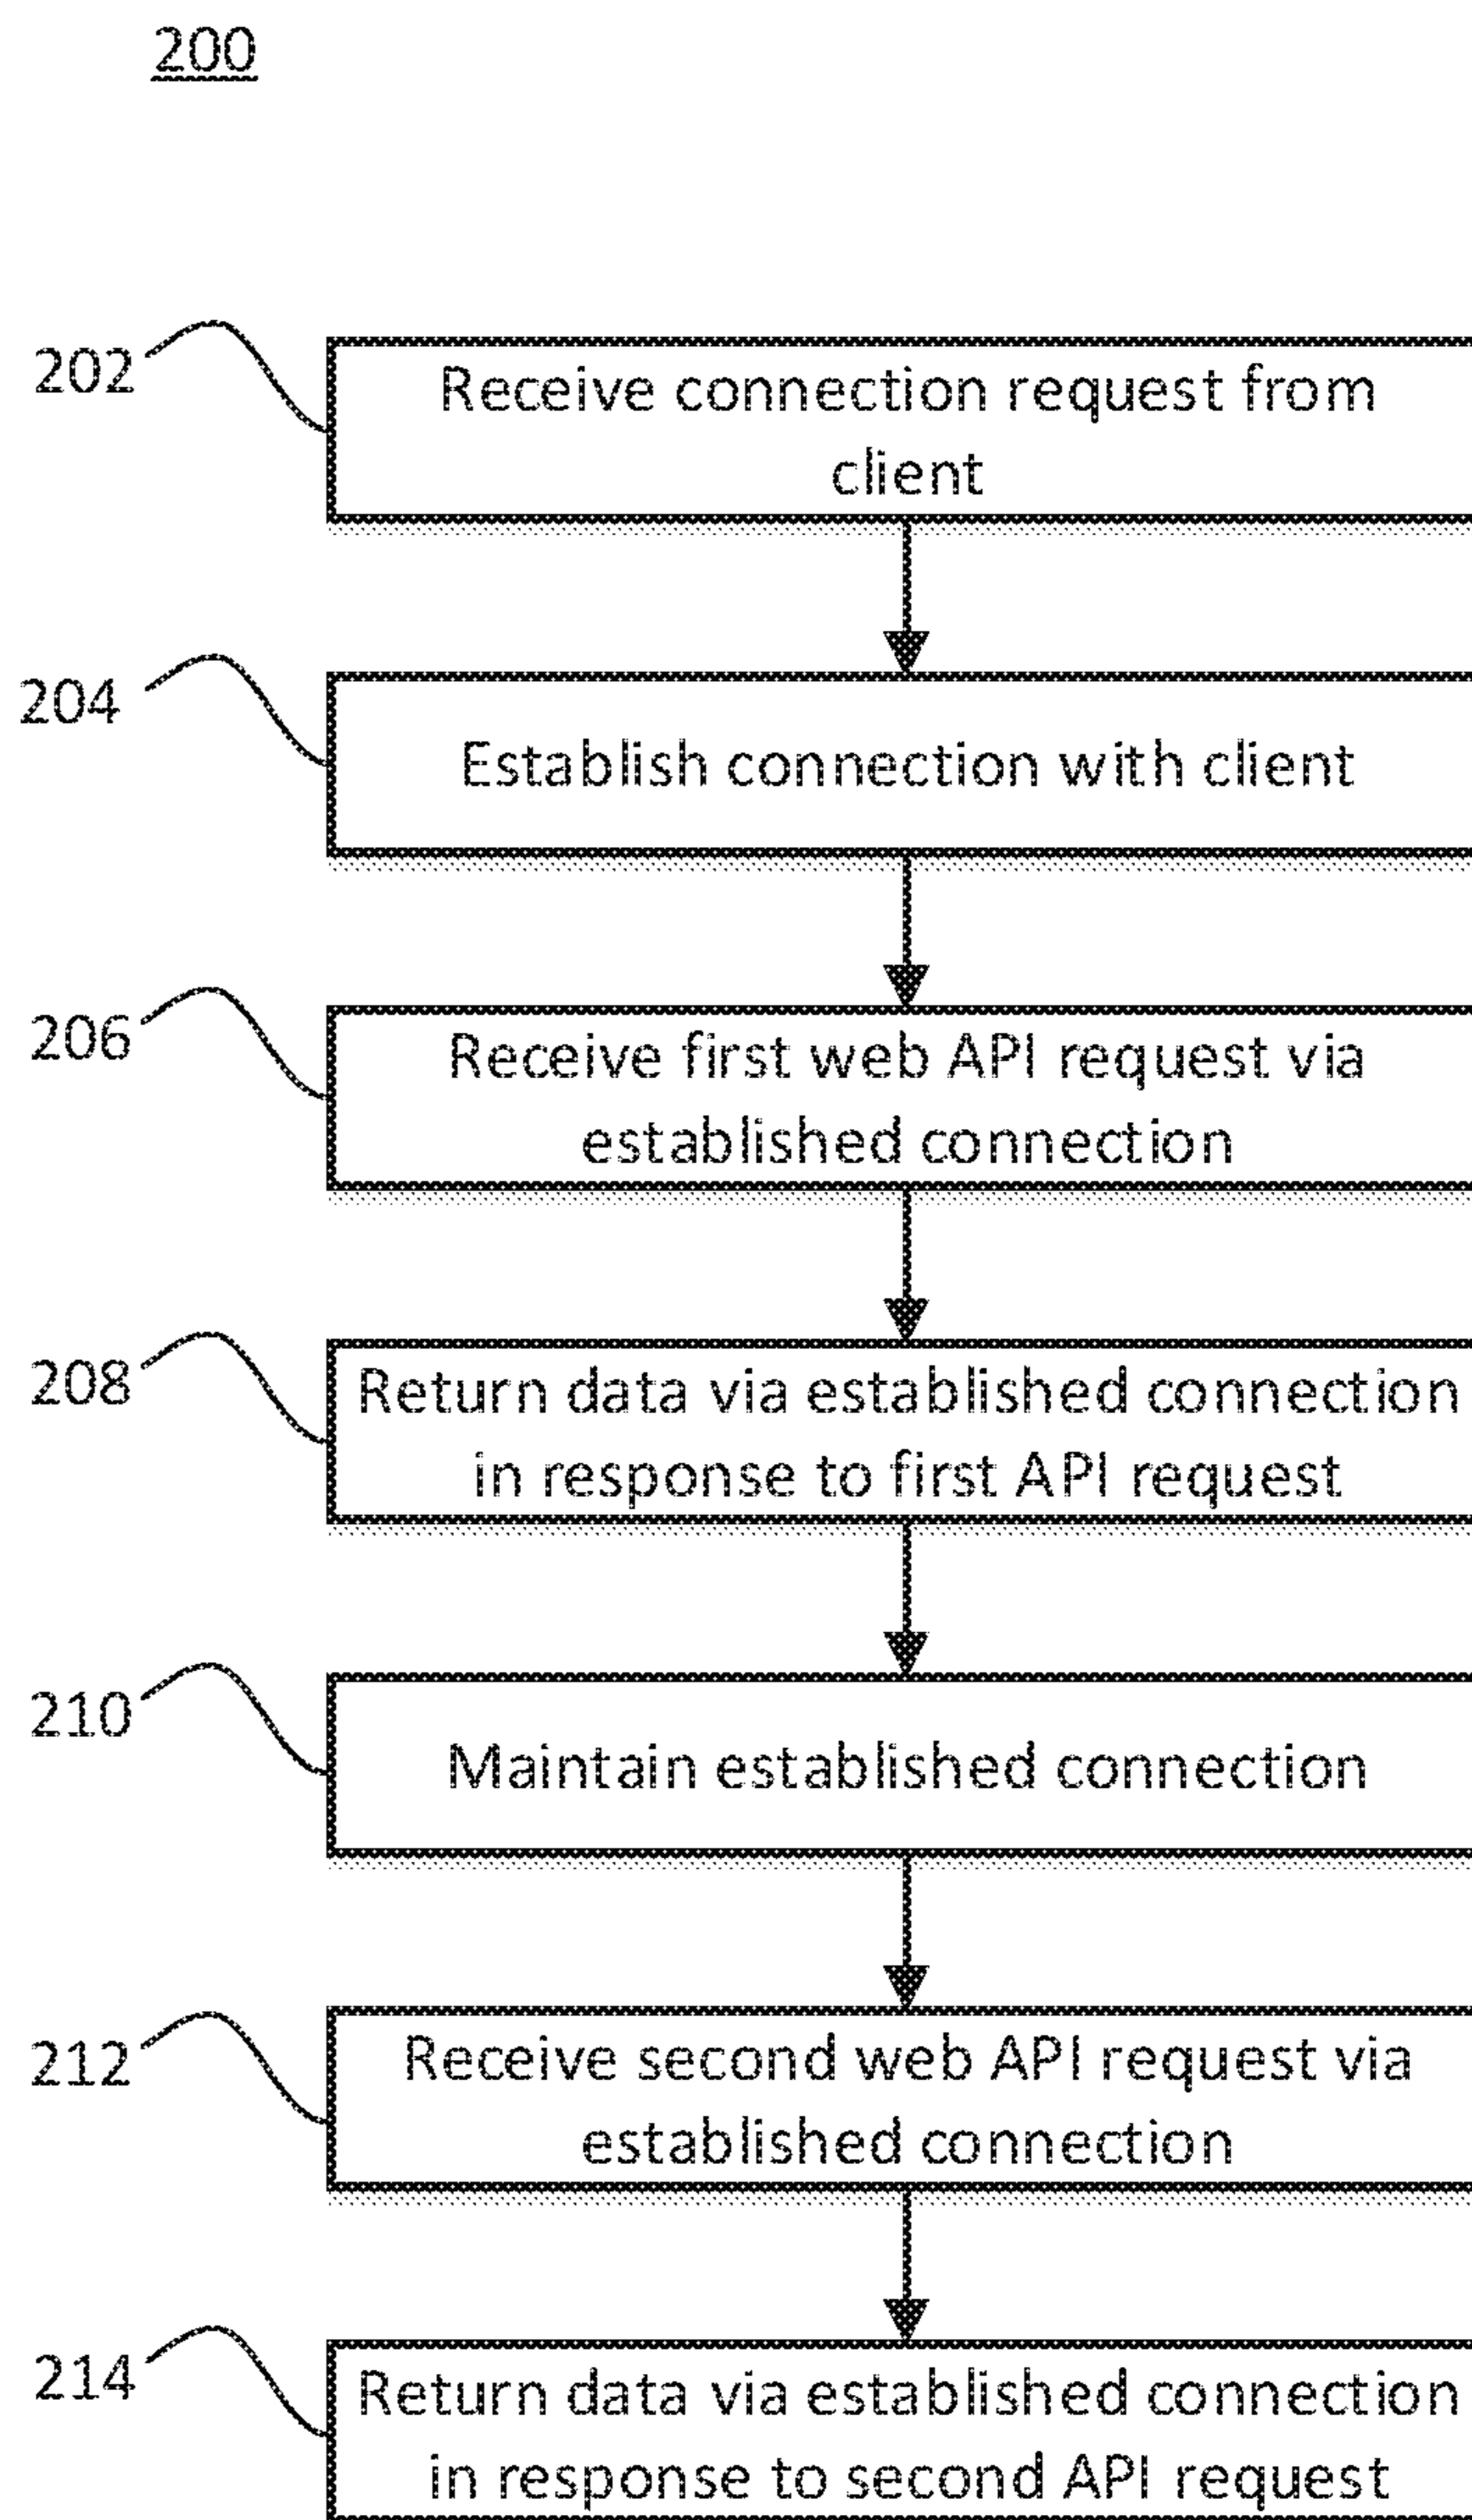 200
202
Receive connection request from
client
204
Establish connection with client
206
Receive first web API request via
established connection
208
Return data via established connection
in response to first API request
210
Maintain established connection
212
Receive second web API request via
established connection
214
Return data via established connection
in response to second API request